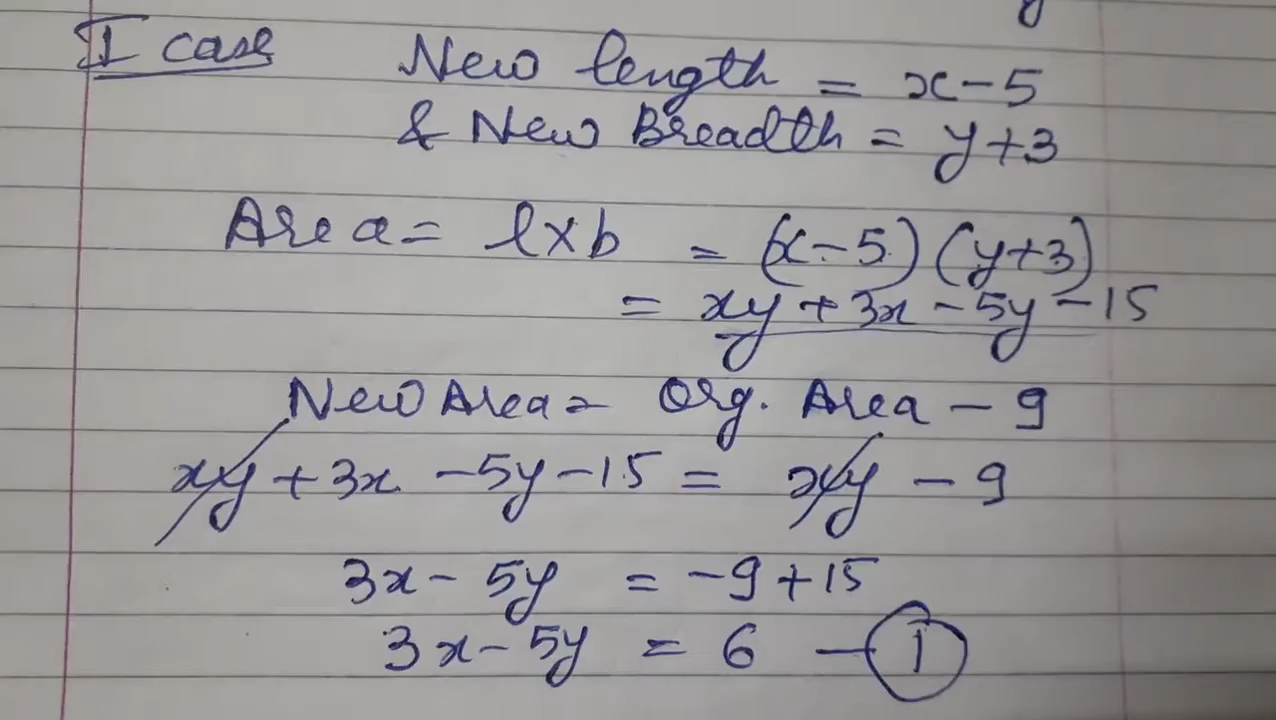 I case New length = x-5
& New Breadth = y+3
Area = l×b = (x-5) (y+3)
= xy + 3x - 5y - 15
New Area = Org. Area - 9
xy + 3x - 5y - 15 = xy - 9
3x - 5y = -9 + 15
3x - 5y = 6 — 1